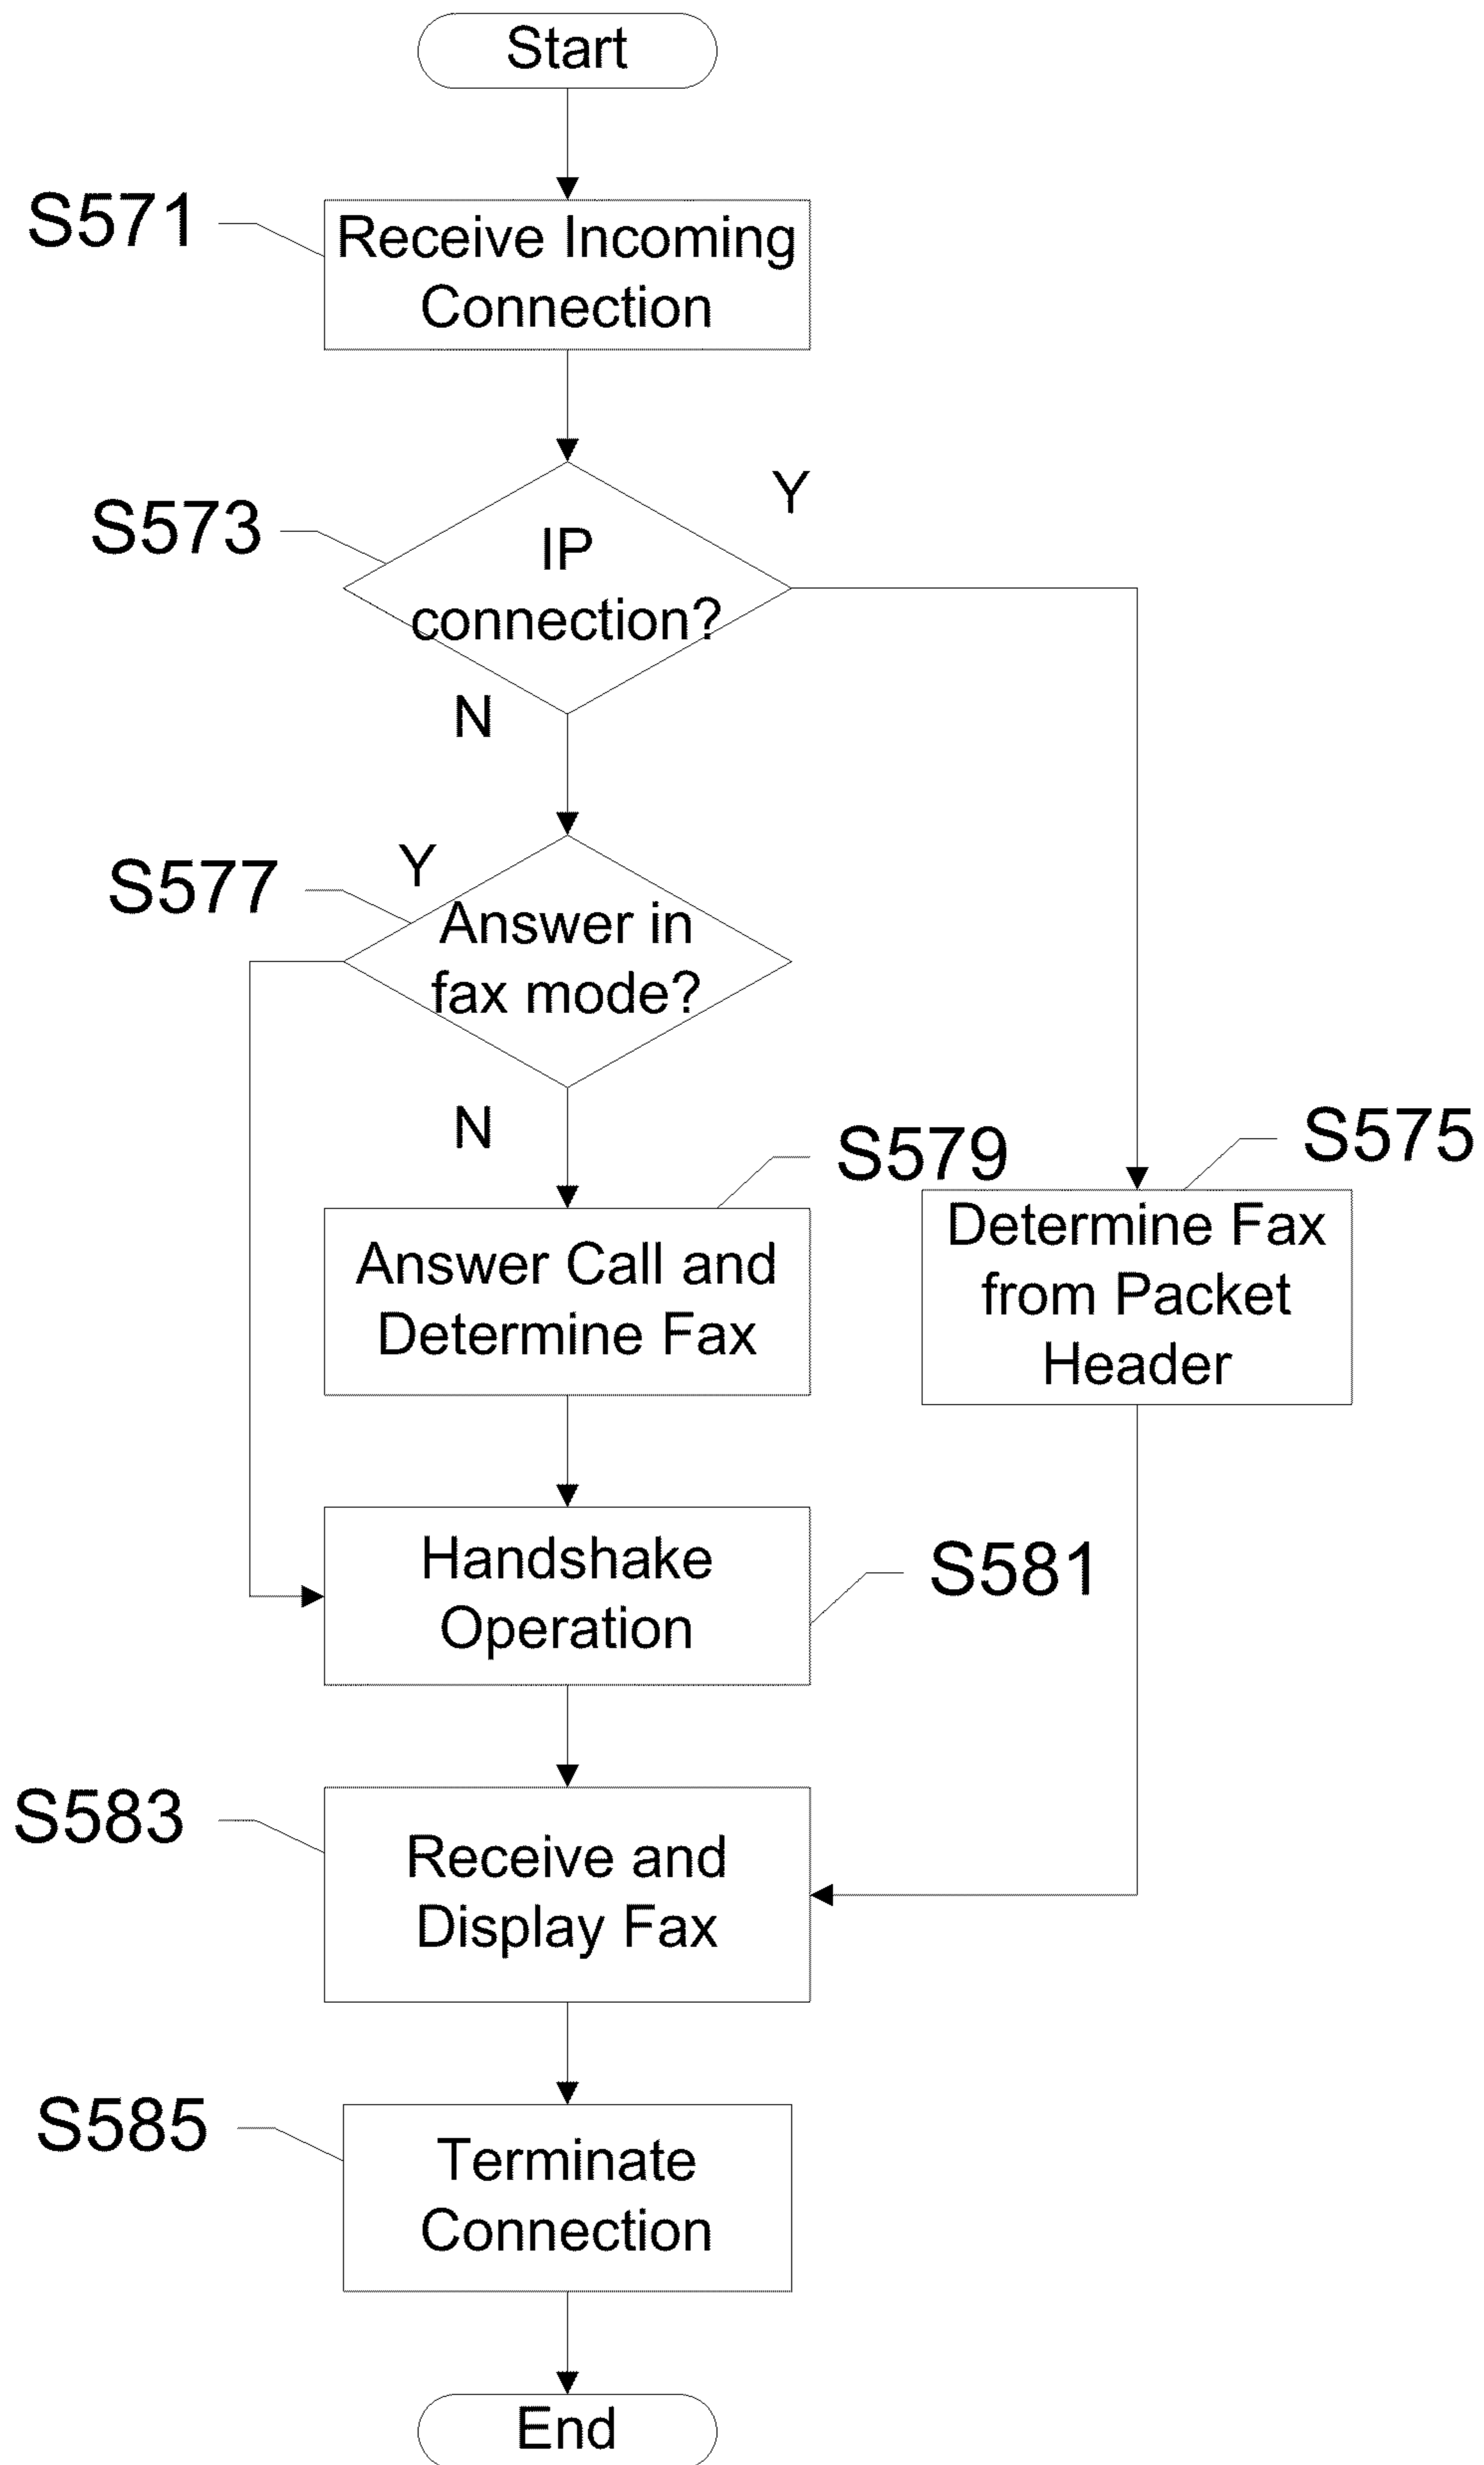 Start
S571
Receive Incoming
Connection
Y
S573
IP
connection?
N
S577
Y
Answer in
fax mode?
N
S579
S575
Answer Call and
Determine Fax
Determine Fax
from Packet
Header
Handshake
Operation
S581
S583
Receive and
Display Fax
S585
Terminate
Connection
End